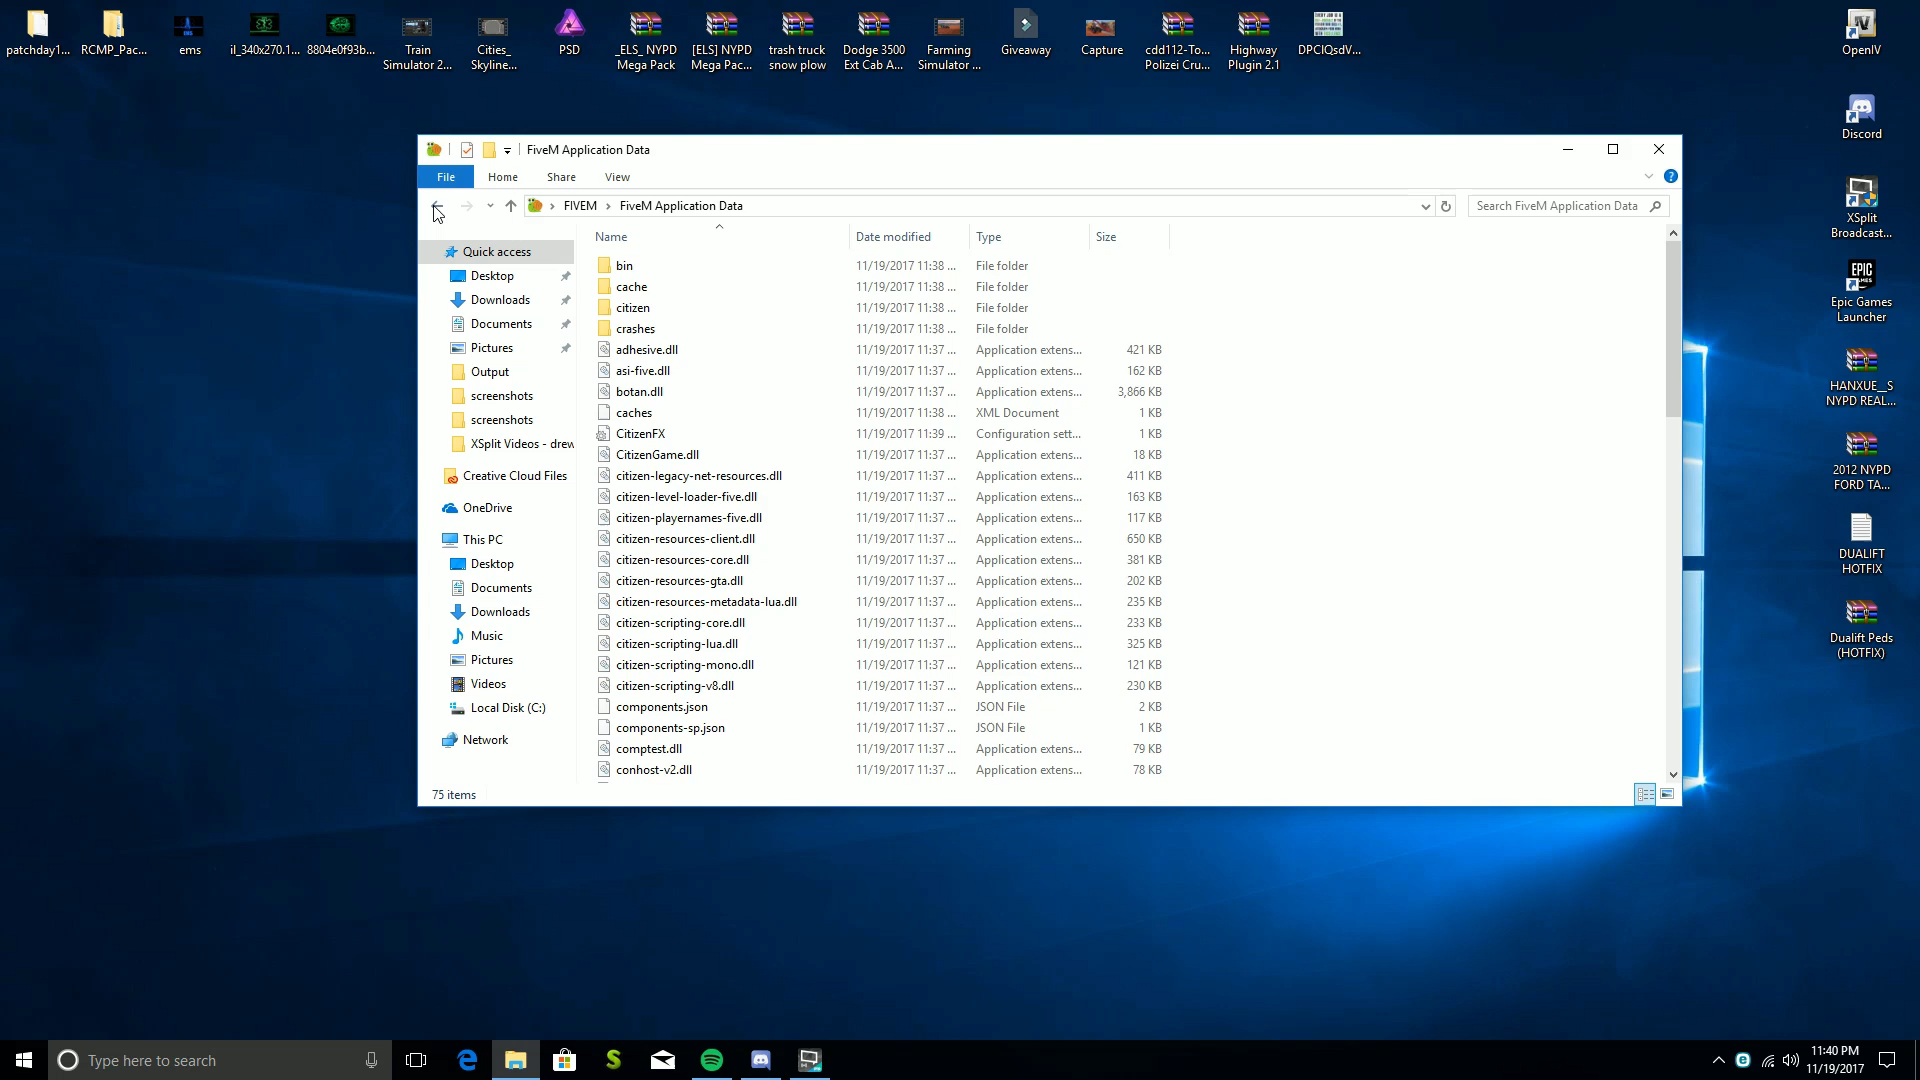 patchday1...
RCMP_Pac...
ems
il_340x270.1...
8804e0f93b...
Train
Simulator 2...
Cities_
Skyline...
PSD
_ELS_ NYPD
Mega Pack
[ELS] NYPD
Mega Pac...
trash truck
snow plow
Dodge 3500
Ext Cab A...
Farming
Simulator ...
Giveaway
Capture
cdd112-To...
Polizei Cru...
Highway
Plugin 2.1
DPCIQsdV...
OpenIV
Discord
XSplit
Broadcast...
EPIC
GAMES
Epic Games
Launcher
HANXUE__S
NYPD REAL...
2012 NYPD
FORD TA...
DUALIFT
HOTFIX
Dualift Peds
(HOTFIX)
FiveM Application Data
File Home Share View
FIVEM > FiveM Application Data
Search FiveM Application Data
Quick access
Desktop
Downloads
Documents
Pictures
Output
screenshots
screenshots
XSplit Videos - drew
Creative Cloud Files
OneDrive
This PC
Desktop
Documents
Downloads
Music
Pictures
Videos
Local Disk (C:)
Network
Name Date modified Type Size
bin 11/19/2017 11:38 ... File folder
cache 11/19/2017 11:38 ... File folder
citizen 11/19/2017 11:38 ... File folder
crashes 11/19/2017 11:38 ... File folder
adhesive.dll 11/19/2017 11:37 ... Application extens... 421 KB
asi-five.dll 11/19/2017 11:37 ... Application extens... 162 KB
botan.dll 11/19/2017 11:37 ... Application extens... 3,866 KB
caches 11/19/2017 11:38 ... XML Document 1 KB
CitizenFX 11/19/2017 11:39 ... Configuration sett... 1 KB
CitizenGame.dll 11/19/2017 11:37 ... Application extens... 18 KB
citizen-legacy-net-resources.dll 11/19/2017 11:37 ... Application extens... 411 KB
citizen-level-loader-five.dll 11/19/2017 11:37 ... Application extens... 163 KB
citizen-playernames-five.dll 11/19/2017 11:37 ... Application extens... 117 KB
citizen-resources-client.dll 11/19/2017 11:37 ... Application extens... 650 KB
citizen-resources-core.dll 11/19/2017 11:37 ... Application extens... 381 KB
citizen-resources-gta.dll 11/19/2017 11:37 ... Application extens... 202 KB
citizen-resources-metadata-lua.dll 11/19/2017 11:37 ... Application extens... 235 KB
citizen-scripting-core.dll 11/19/2017 11:37 ... Application extens... 233 KB
citizen-scripting-lua.dll 11/19/2017 11:37 ... Application extens... 325 KB
citizen-scripting-mono.dll 11/19/2017 11:37 ... Application extens... 121 KB
citizen-scripting-v8.dll 11/19/2017 11:37 ... Application extens... 230 KB
components.json 11/19/2017 11:37 ... JSON File 2 KB
components-sp.json 11/19/2017 11:37 ... JSON File 1 KB
comptest.dll 11/19/2017 11:37 ... Application extens... 79 KB
conhost-v2.dll 11/19/2017 11:37 ... Application extens... 78 KB
75 items
Type here to search
11:40 PM
11/19/2017